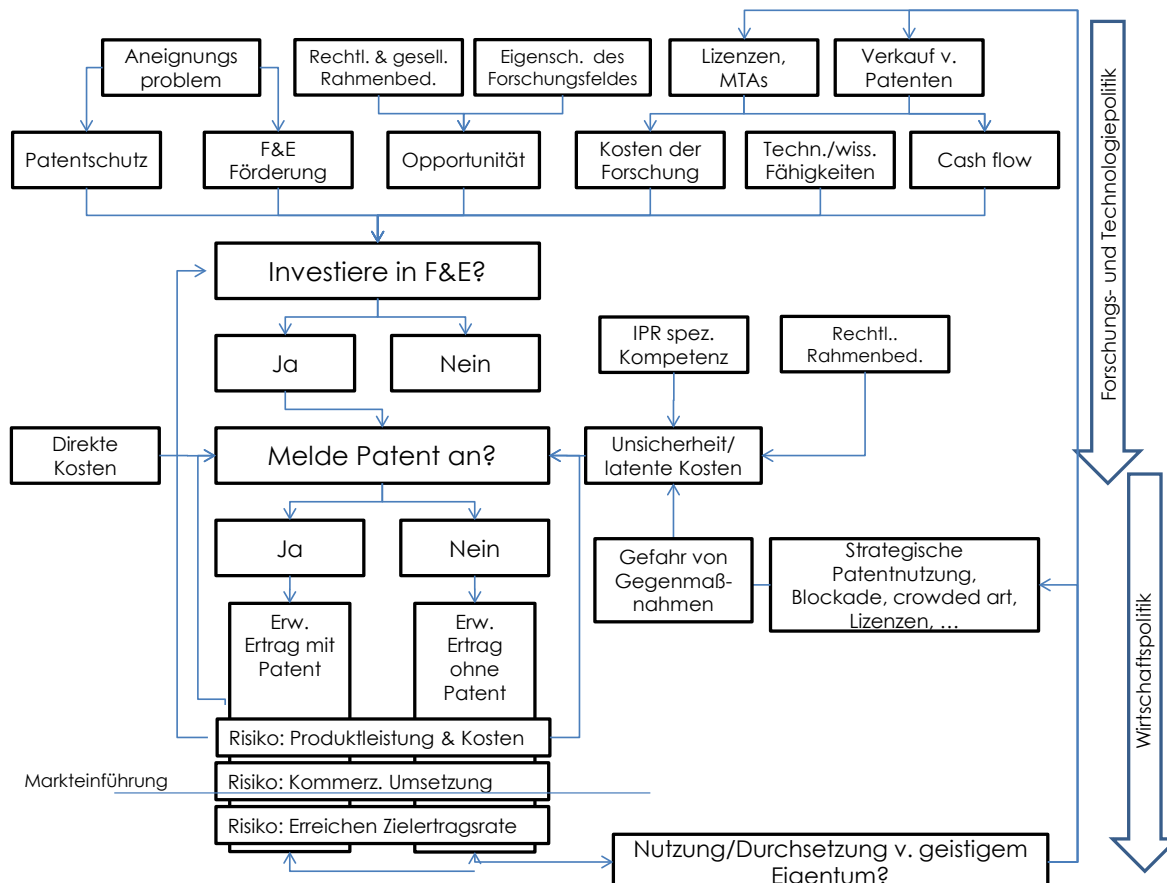 Aneignungs
problem
Rechtl. & gesell.
Rahmenbed.
Eigensch. des
Forschungsfeldes
Lizenzen,
MTAs
Verkauf v.
Patenten
Patentschutz
F&E
Förderung
Opportunität
Kosten der
Forschung
Techn./wiss.
Fähigkeiten
Cash flow
Investiere in F&E?
Ja
Nein
IPR spez.
Kompetenz
Rechtl..
Rahmenbed.
Forschungs- und Technologiepolitik
Direkte
Kosten
Melde Patent an?
Unsicherheit/
latente Kosten
Ja
Nein
Gefahr von
Gegenmaß-
nahmen
Strategische
Patentnutzung,
Blockade, crowded art,
Lizenzen, …
Erw.
Ertrag mit
Patent
Erw.
Ertrag
ohne
Patent
Wirtschaftspolitik
Risiko: Produktleistung & Kosten
Markteinführung
Risiko: Kommerz. Umsetzung
Risiko: Erreichen Zielertragsrate
Nutzung/Durchsetzung v. geistigem
Eigentum?